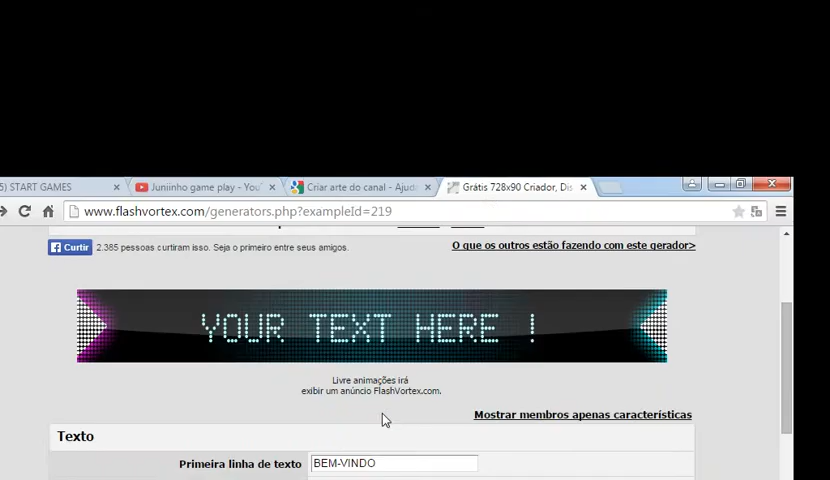 5) START GAMES
Juniinho game play - You
Criar arte do canal - Ajuda
Grátis 728x90 Criador, Dis
www.flashvortex.com/generators.php?exampleId=219
Curtir
2.385 pessoas curtiram isso. Seja o primeiro entre seus amigos.
O que os outros estão fazendo com este gerador>
YOUR TEXT HERE !
Livre animações irá
exibir um anúncio FlashVortex.com.
Mostrar membros apenas características
Texto
Primeira linha de texto
BEM-VINDO